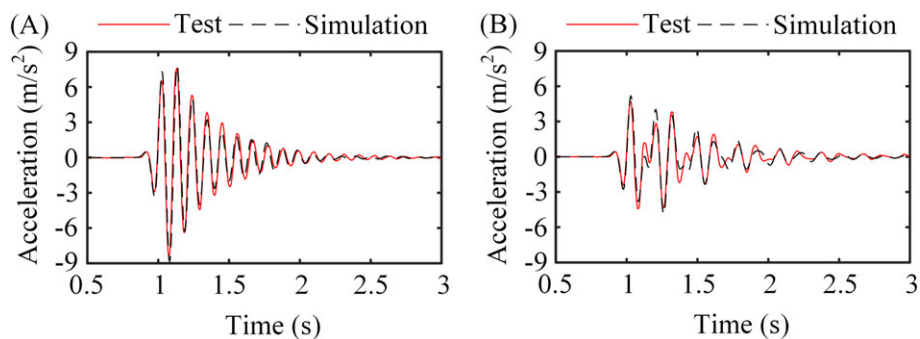 (A) Test Simulation
Acceleration (m/s²)
9
6
3
0
-3
-6
-9
0.5 1 1.5 2 2.5 3
Time (s)
(B) Test Simulation
Acceleration (m/s²)
9
6
3
0
-3
-6
-9
0.5 1 1.5 2 2.5 3
Time (s)